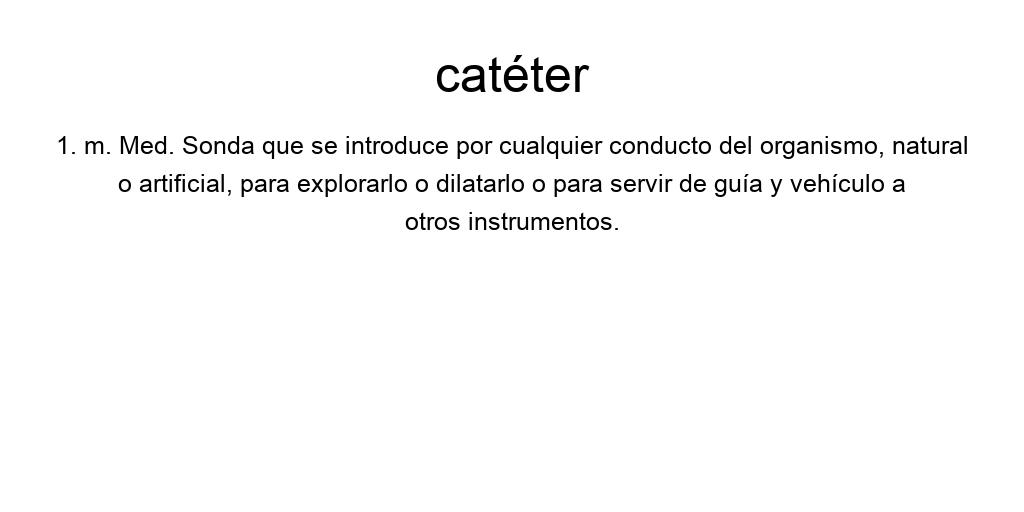 catéter
1. m. Med. Sonda que se introduce por cualquier conducto del organismo, natural
o artificial, para explorarlo o dilatarlo o para servir de guía y vehículo a
otros instrumentos.